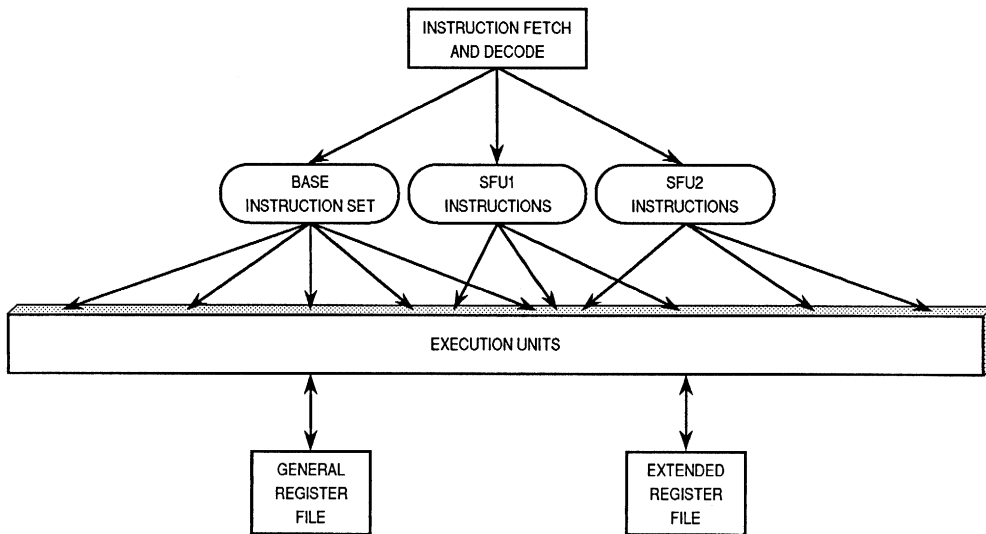 INSTRUCTION FETCH
AND DECODE
BASE
INSTRUCTION SET
SFU1
INSTRUCTIONS
SFU2
INSTRUCTIONS
EXECUTION UNITS
GENERAL
REGISTER
FILE
EXTENDED
REGISTER
FILE